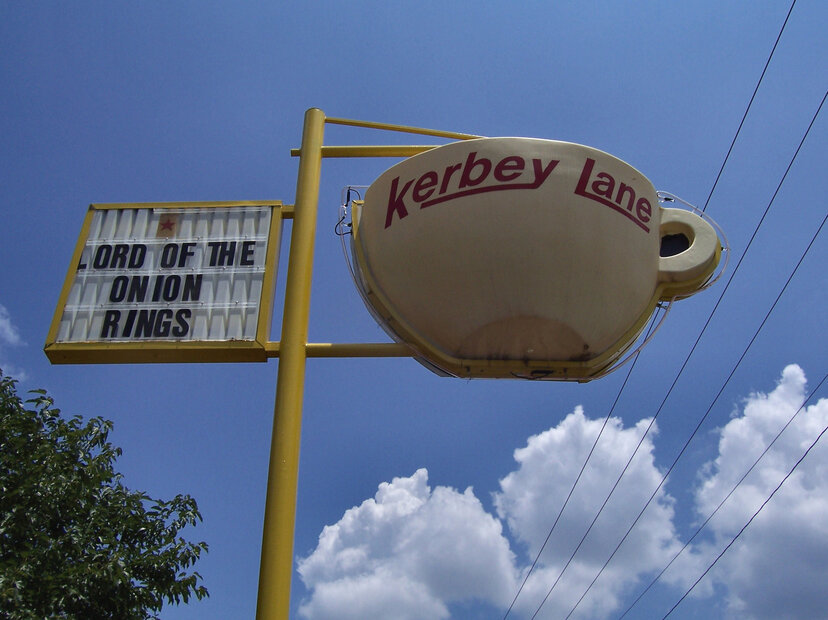 LORD OF THE
ONION
RINGS
Kerbey Lane